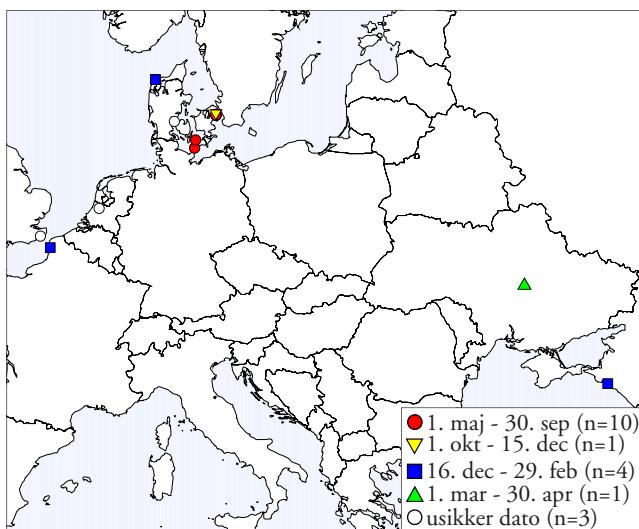 1. maj - 30. sep (n=10)
1. okt - 15. dec (n=1)
16. dec - 29. feb (n=4)
1. mar - 30. apr (n=1)
usikker dato (n=3)